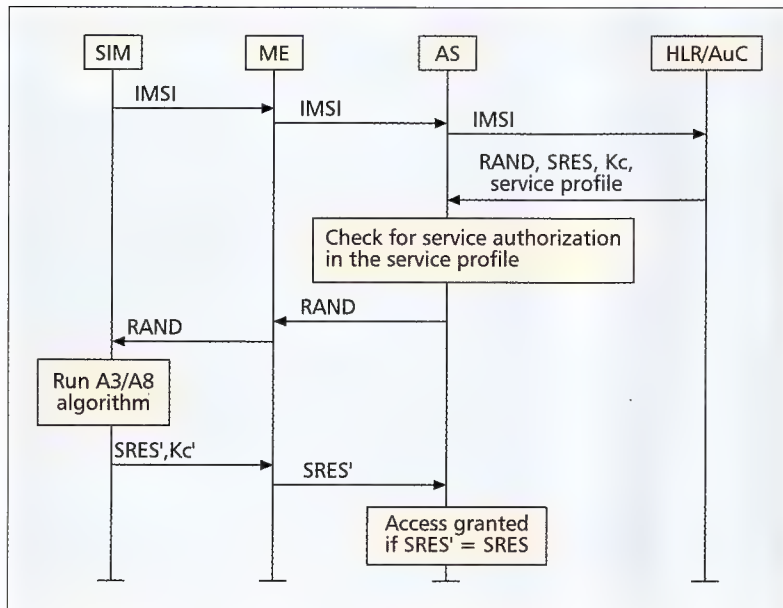 SIM
ME
AS
HLR/AuC
IMSI
IMSI
IMSI
RAND, SRES, Kc,
service profile
Check for service authorization
in the service profile
RAND
RAND
Run A3/A8
algorithm
SRES',Kc'
SRES'
Access granted
if SRES' = SRES